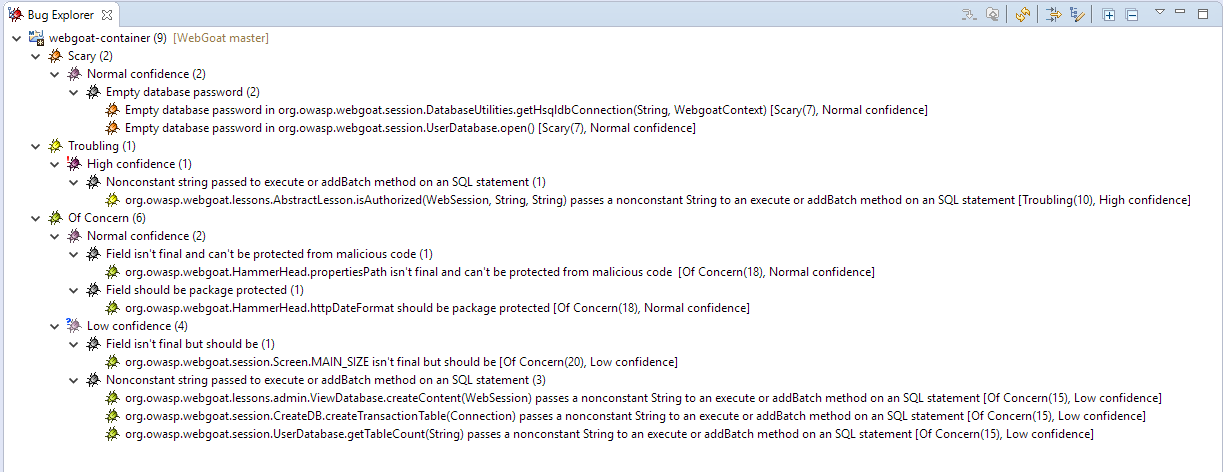 Bug Explorer
webgoat-container (9) [WebGoat master]
Scary (2)
Normal confidence (2)
Empty database password (2)
Empty database password in org.owasp.webgoat.session.DatabaseUtilities.getHsqldbConnection(String, WebgoatContext) [Scary(7), Normal confidence]
Empty database password in org.owasp.webgoat.session.UserDatabase.open() [Scary(7), Normal confidence]
Troubling (1)
High confidence (1)
Nonconstant string passed to execute or addBatch method on an SQL statement (1)
org.owasp.webgoat.lessons.AbstractLesson.isAuthorized(WebSession, String, String) passes a nonconstant String to an execute or addBatch method on an SQL statement [Troubling(10), High confidence]
Of Concern (6)
Normal confidence (2)
Field isn't final and can't be protected from malicious code (1)
org.owasp.webgoat.HammerHead.propertiesPath isn't final and can't be protected from malicious code [Of Concern(18), Normal confidence]
Field should be package protected (1)
org.owasp.webgoat.HammerHead.httpDateFormat should be package protected [Of Concern(18), Normal confidence]
Low confidence (4)
Field isn't final but should be (1)
org.owasp.webgoat.session.Screen.MAIN_SIZE isn't final but should be [Of Concern(20), Low confidence]
Nonconstant string passed to execute or addBatch method on an SQL statement (3)
org.owasp.webgoat.lessons.admin.ViewDatabase.createContent(WebSession) passes a nonconstant String to an execute or addBatch method on an SQL statement [Of Concern(15), Low confidence]
org.owasp.webgoat.session.CreateDB.createTransactionTable(Connection) passes a nonconstant String to an execute or addBatch method on an SQL statement [Of Concern(15), Low confidence]
org.owasp.webgoat.session.UserDatabase.getTableCount(String) passes a nonconstant String to an execute or addBatch method on an SQL statement [Of Concern(15), Low confidence]